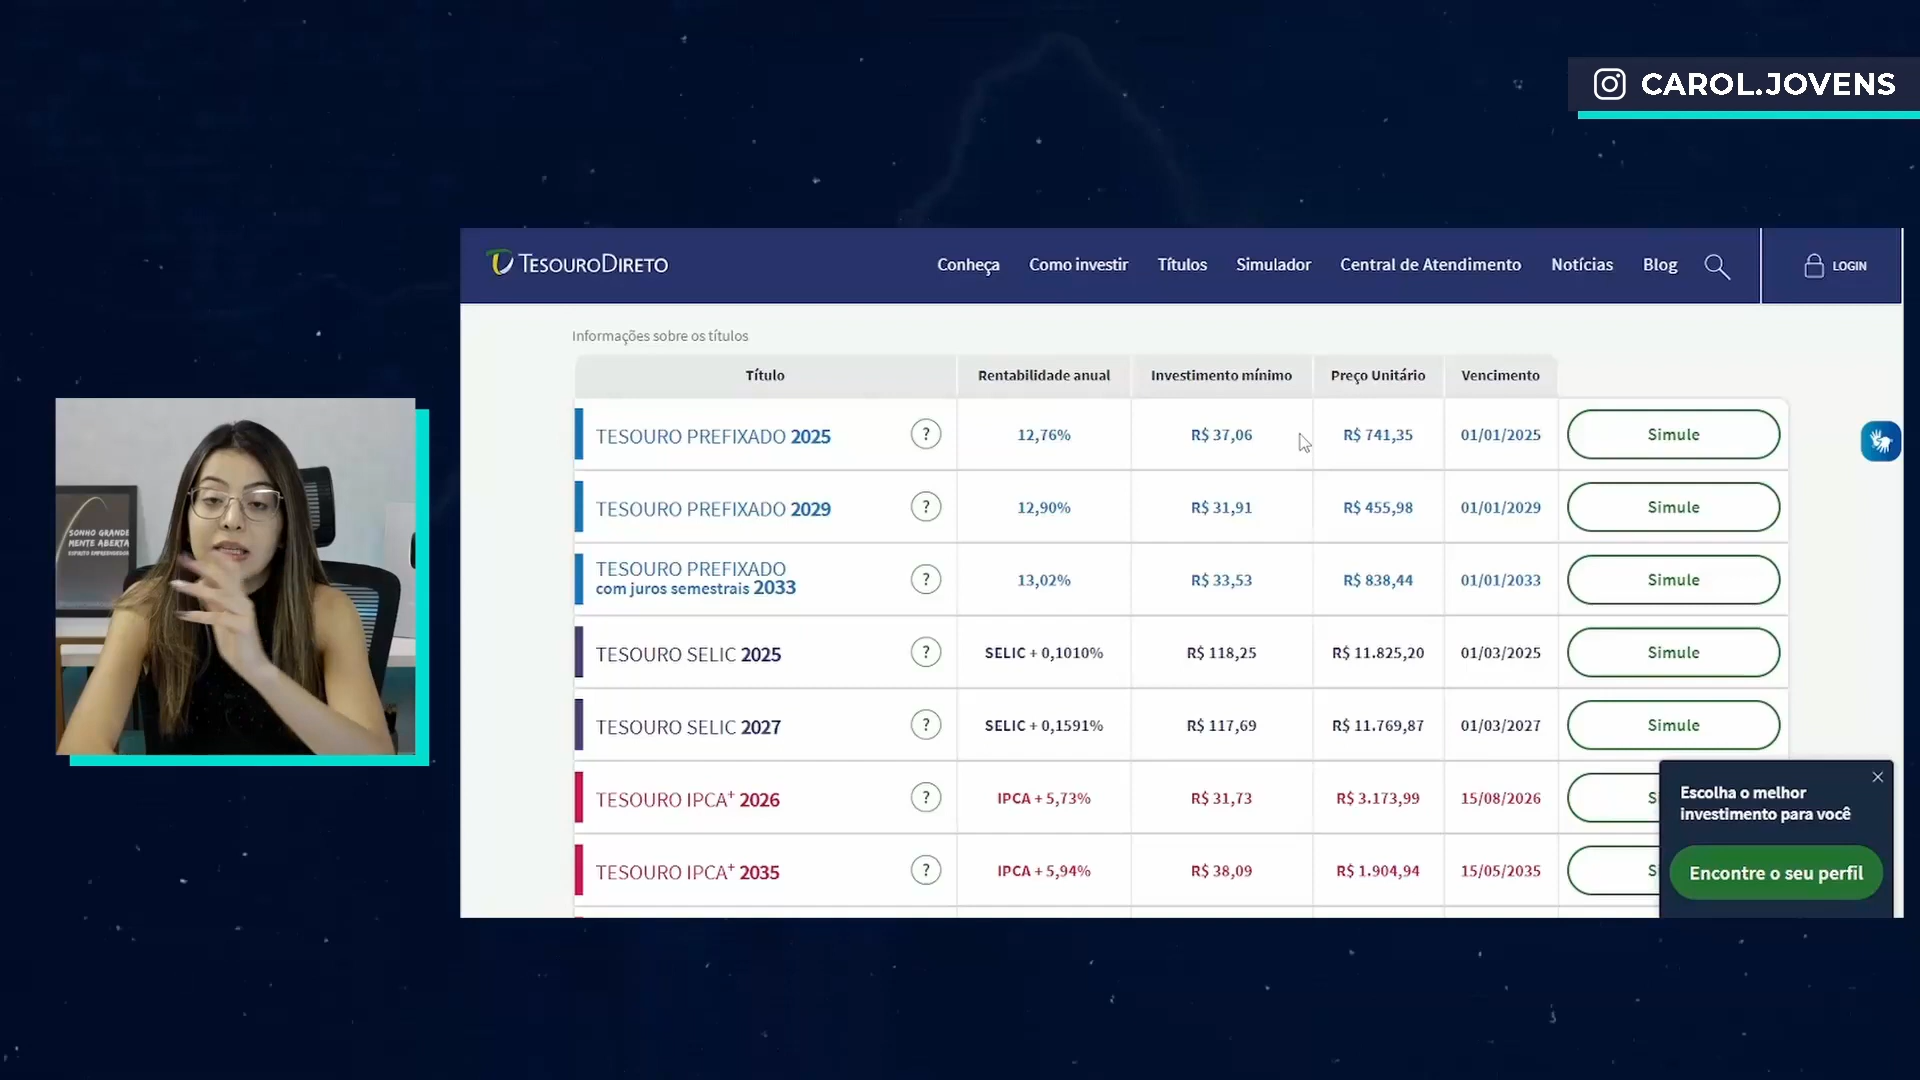 CAROL.JOVENS
TESOURODIRETO
Conheça
Como investir
Títulos
Simulador
Central de Atendimento
Notícias
Blog
LOGIN
Informações sobre os títulos
Título
Rentabilidade anual
Investimento mínimo
Preço Unitário
Vencimento
TESOURO PREFIXADO 2025
?
12,76%
R$ 37,06
R$ 741,35
01/01/2025
Simule
TESOURO PREFIXADO 2029
?
12,90%
R$ 31,91
R$ 455,98
01/01/2029
Simule
TESOURO PREFIXADO
com juros semestrais 2033
?
13,02%
R$ 33,53
R$ 838,44
01/01/2033
Simule
TESOURO SELIC 2025
?
SELIC + 0,1010%
R$ 118,25
R$ 11.825,20
01/03/2025
Simule
TESOURO SELIC 2027
?
SELIC + 0,1591%
R$ 117,69
R$ 11.769,87
01/03/2027
Simule
TESOURO IPCA+ 2026
?
IPCA + 5,73%
R$ 31,73
R$ 3.173,99
15/08/2026
S
TESOURO IPCA+ 2035
?
IPCA + 5,94%
R$ 38,09
R$ 1.904,94
15/05/2035
S
Escolha o melhor
investimento para você
Encontre o seu perfil
SONHO GRANDE
MENTE ABERTA
ESPÍRITO EMPREENDEDOR